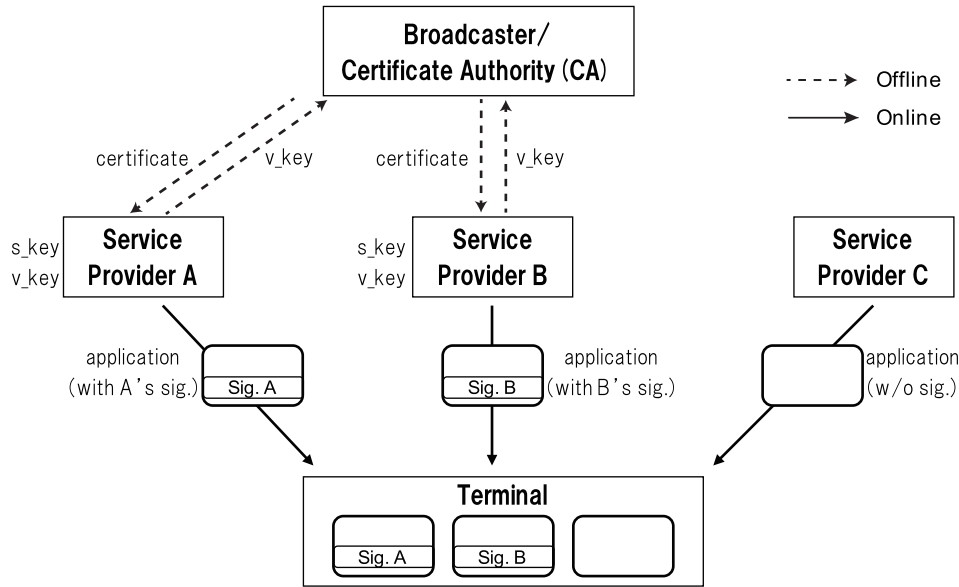 Broadcaster/
Certificate Authority (CA)
Offline
Online
certificate
v_key
certificate
v_key
s_key
v_key
Service
Provider A
s_key
v_key
Service
Provider B
Service
Provider C
application
(with A's sig.)
Sig. A
Sig. B
application
(with B's sig.)
application
(w/o sig.)
Terminal
Sig. A
Sig. B